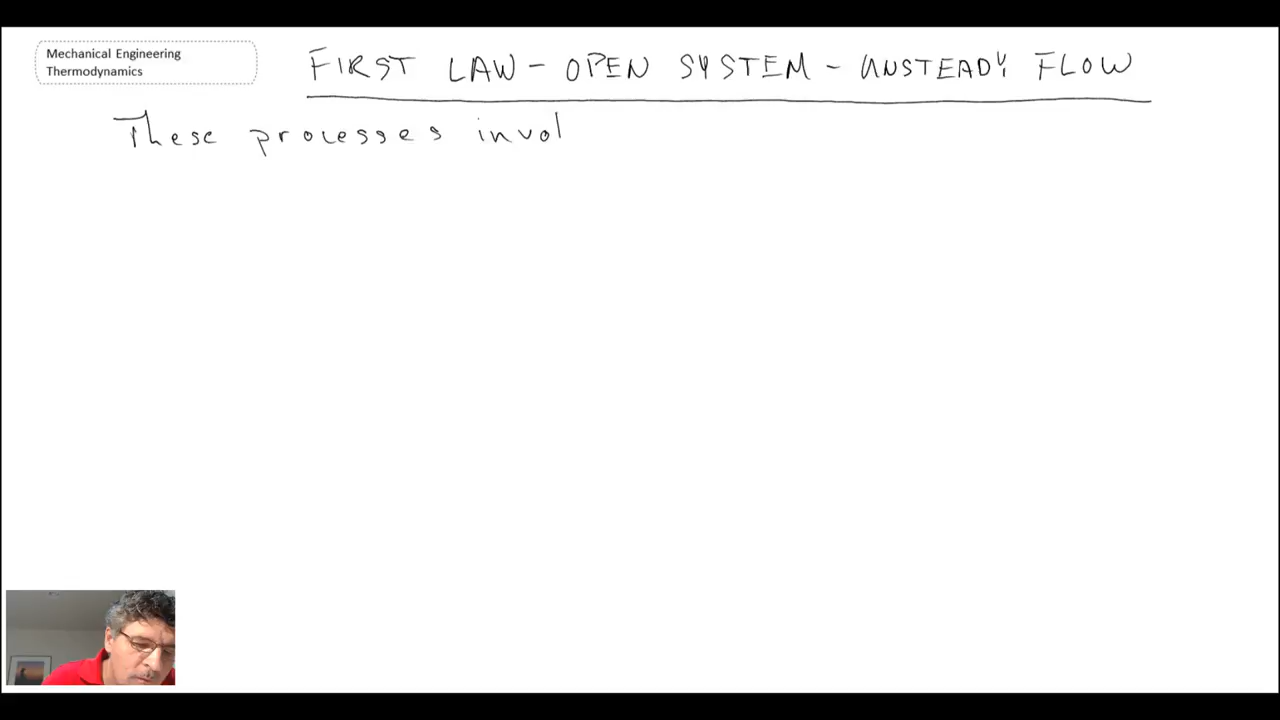 Mechanical Engineering
Thermodynamics
FIRST LAW - OPEN SYSTEM - UNSTEADY FLOW
These processes invol